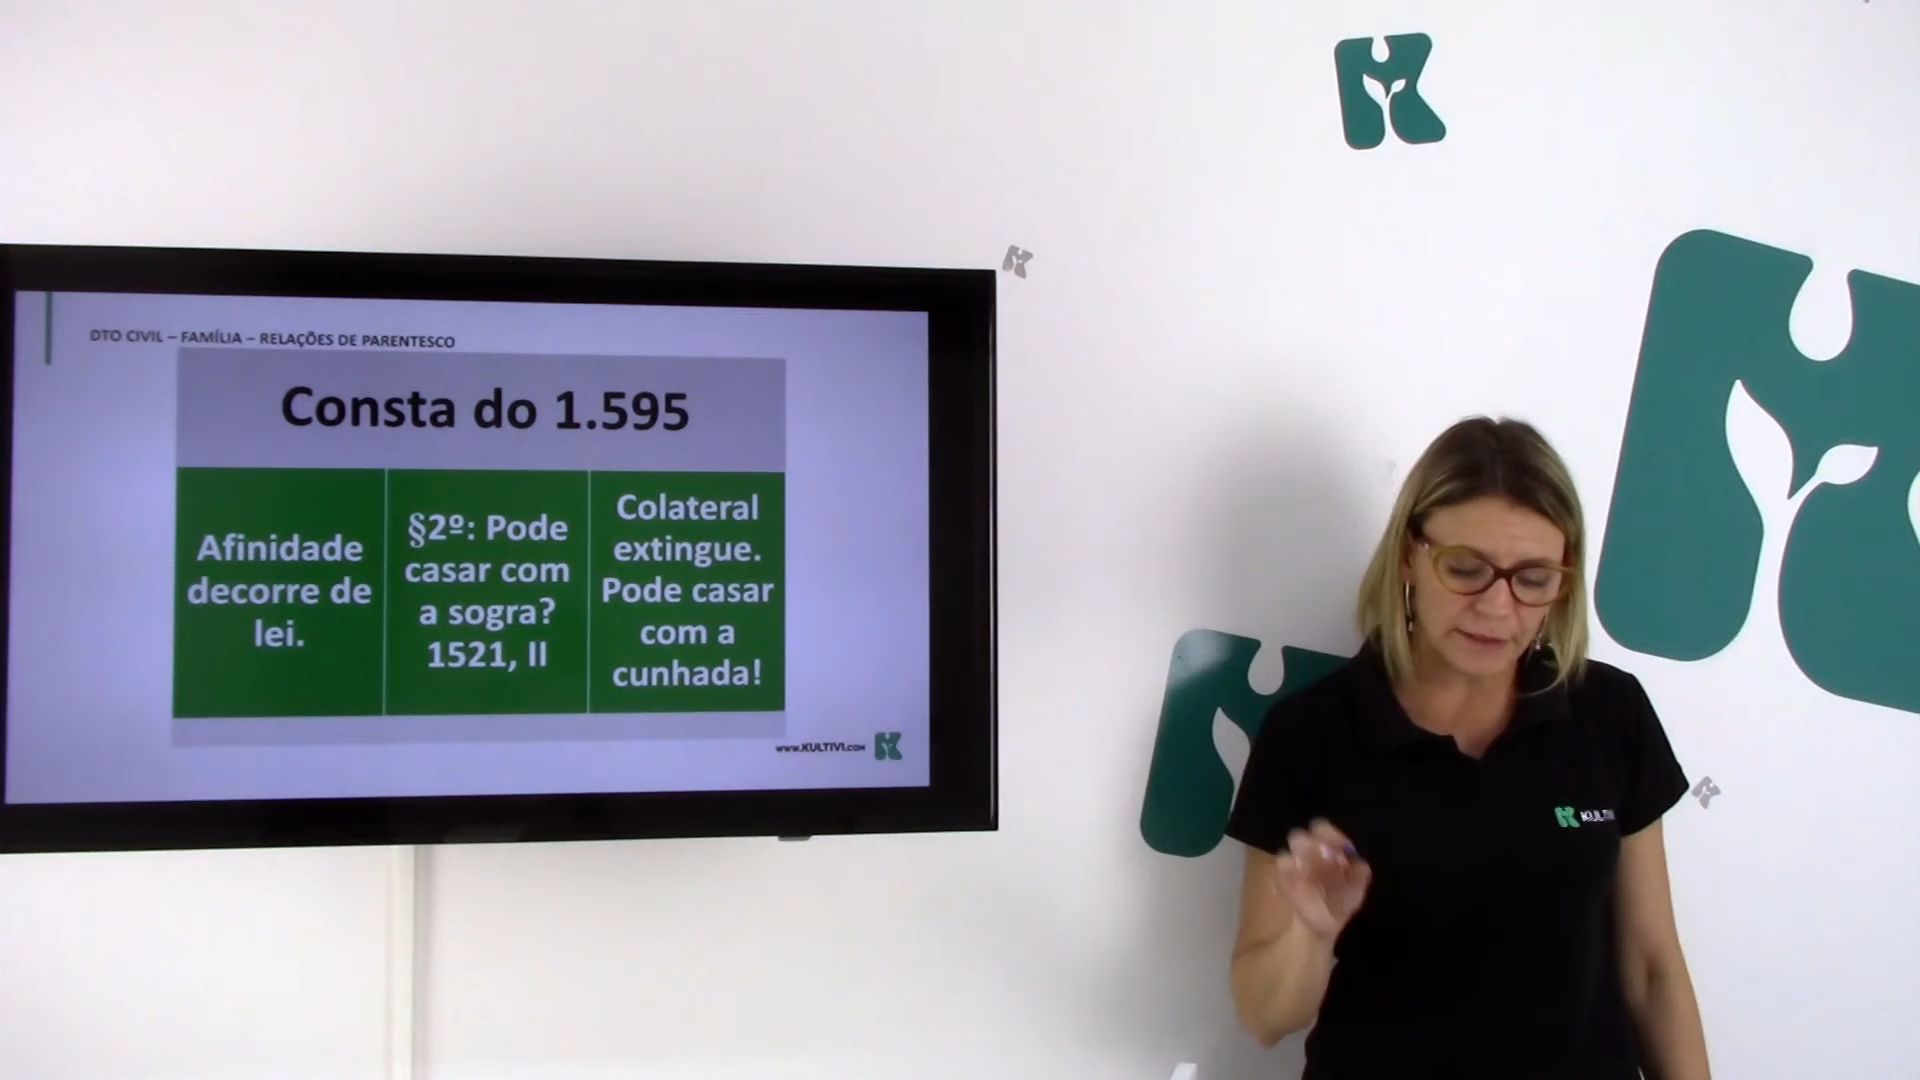 DTO CIVIL – FAMÍLIA – RELAÇÕES DE PARENTESCO
Consta do 1.595
Afinidade
decorre de
lei.
§2º: Pode
casar com
a sogra?
1521, II
Colateral
extingue.
Pode casar
com a
cunhada!
www.KULTIVI.com
KULTIVI